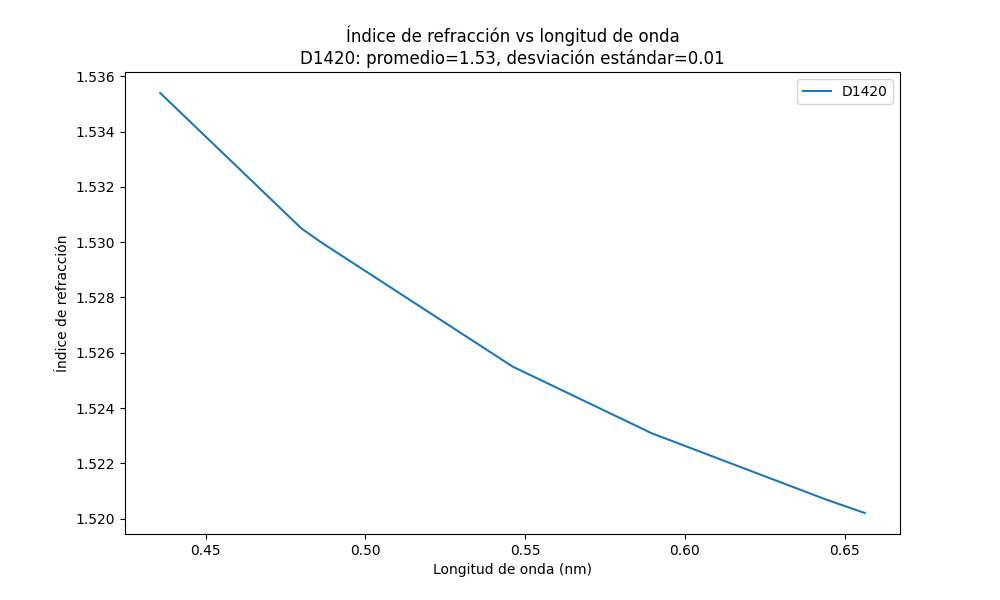 Índice de refracción vs longitud de onda
D1420: promedio=1.53, desviación estándar=0.01
D1420
1.536
1.534
1.532
1.530
1.528
1.526
1.524
1.522
1.520
Índice de refracción
0.45 0.50 0.55 0.60 0.65
Longitud de onda (nm)